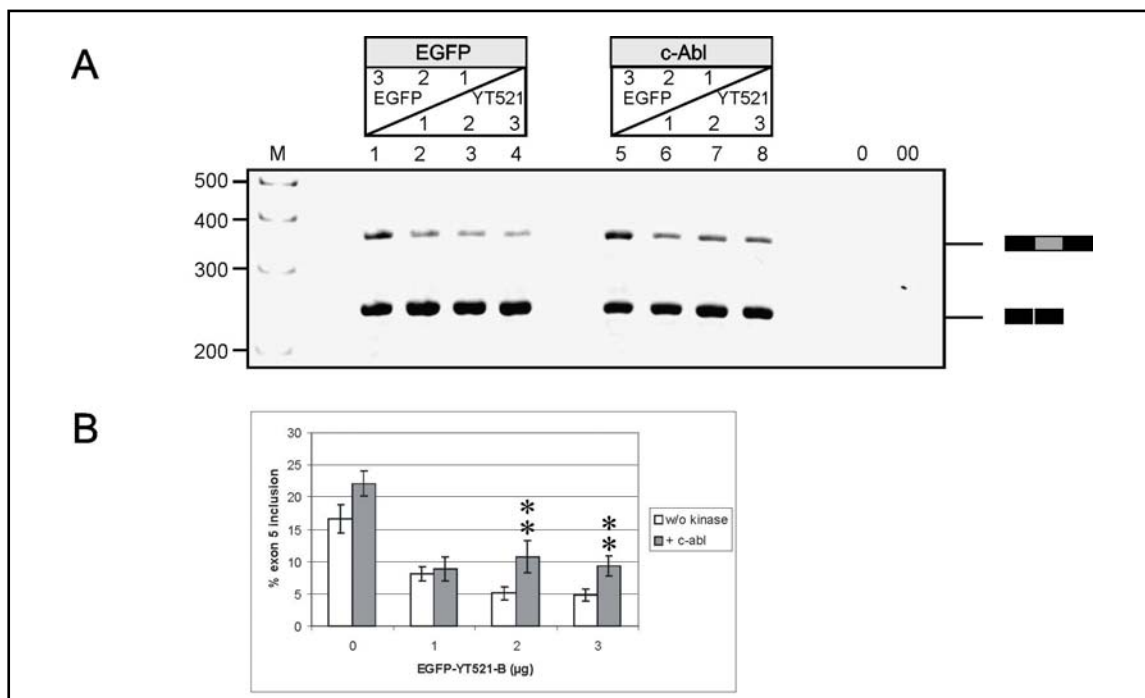 A
EGFP c-Abl
3 2 1 3 2 1
EGFP YT521 EGFP YT521
1 2 3 1 2 3
M 1 2 3 4 5 6 7 8 0 00
500
400
300
200
B
30
25
20
15
10
5
0
% exon 5 inclusion
** **
w/o kinase
+ c-abl
0 1 2 3
EGFP-YT521-B (µg)